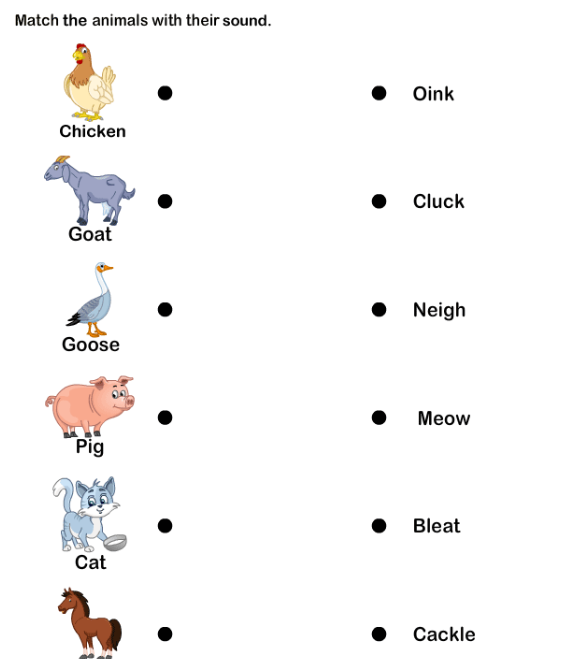 Match the animals with their sound.
Chicken
Oink
Goat
Cluck
Goose
Neigh
Pig
Meow
Cat
Bleat
Cackle